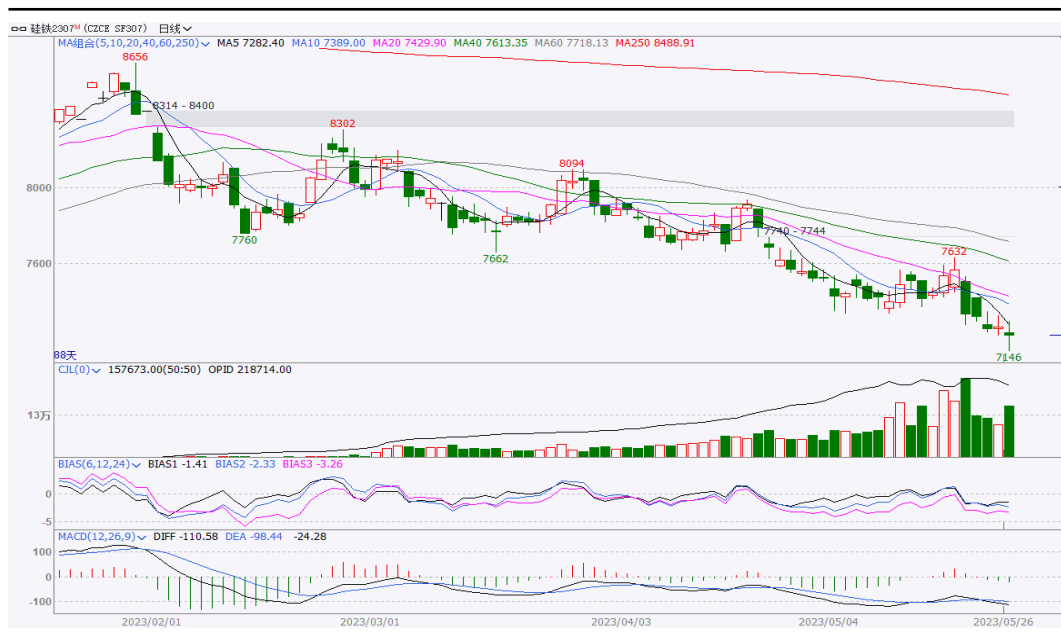 硅铁2307M (CZCE SF307) 日线
MA组合(5,10,20,40,60,250) MA5 7282.40 MA10 7389.00 MA20 7429.90 MA40 7613.35 MA60 7718.13 MA250 8488.91
8656
8314 - 8400
8302
8094
8000
7760
7740 - 7744
7662
7632
7600
88天
7146
CJL(0) 157673.00(50:50) OPID 218714.00
13万
BIAS(6,12,24) BIAS1 -1.41 BIAS2 -2.33 BIAS3 -3.26
0
-5
MACD(12,26,9) DIFF -110.58 DEA -98.44 -24.28
100
0
-100
2023/02/01 2023/03/01 2023/04/03 2023/05/04 2023/05/26